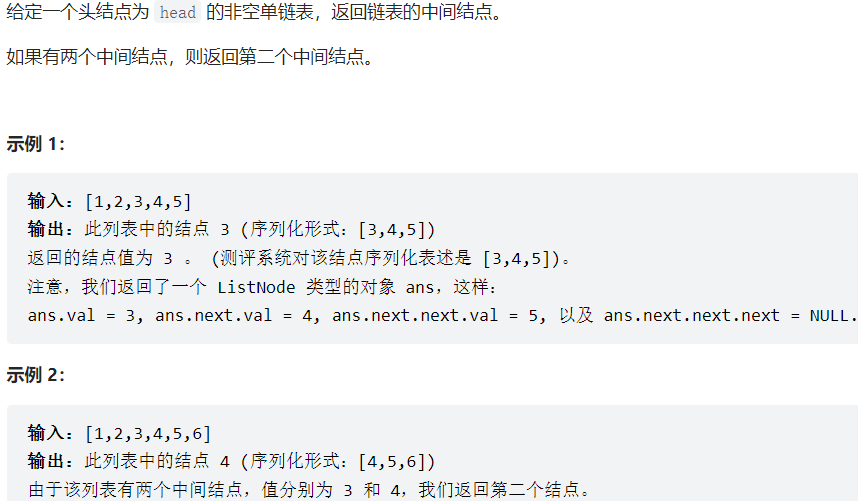 给定一个头结点为 head 的非空单链表，返回链表的中间结点。
如果有两个中间结点，则返回第二个中间结点。
示例 1：
输入：[1,2,3,4,5]
输出：此列表中的结点 3 (序列化形式：[3,4,5])
返回的结点值为 3 。 (测评系统对该结点序列化表述是 [3,4,5])。
注意，我们返回了一个 ListNode 类型的对象 ans，这样：
ans.val = 3, ans.next.val = 4, ans.next.next.val = 5, 以及 ans.next.next.next = NULL.
示例 2：
输入：[1,2,3,4,5,6]
输出：此列表中的结点 4 (序列化形式：[4,5,6])
由于该列表有两个中间结点，值分别为 3 和 4，我们返回第二个结点。